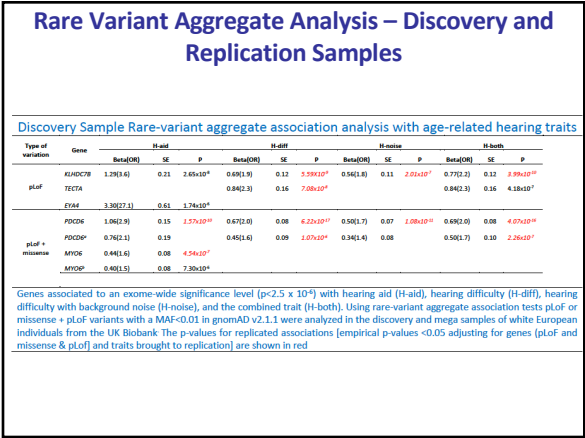 Rare Variant Aggregate Analysis – Discovery and
Replication Samples
Discovery Sample Rare-variant aggregate association analysis with age-related hearing traits
Type of variation Gene H-aid H-diff H-noise H-both
Beta(OR) SE P Beta(OR) SE P Beta(OR) SE P Beta(OR) SE P
pLoF KLHDC7B 1.29(3.6) 0.21 2.65x10⁻⁹ 0.69(1.9) 0.12 0.56(1.8) 0.11 2.01x10⁻⁷ 0.77(2.2) 0.12 3.99x10⁻¹⁰
TECTA 0.84(2.3) 0.16 7.08x10⁻⁸ 0.84(2.3) 0.16 4.18x10⁻⁷
EYA4 3.30(27.1) 0.61 1.74x10⁻⁶
pLoF + missense PDCD6 1.06(2.9) 0.15 0.67(2.0) 0.08 6.22x10⁻¹⁷ 0.50(1.7) 0.07 0.69(2.0) 0.08 4.07x10⁻¹⁶
PDCD6ᵃ 0.76(2.1) 0.19 0.45(1.6) 0.09 0.34(1.4) 0.08 0.50(1.7) 0.10 2.26x10⁻⁷
MYO6 0.44(1.6) 0.08 4.54x10⁻⁷
MYO6ᵇ 0.40(1.5) 0.08 7.30x10⁻⁶
Genes associated to an exome-wide significance level (p<2.5 x 10⁻⁶) with hearing aid (H-aid), hearing difficulty (H-diff), hearing
difficulty with background noise (H-noise), and the combined trait (H-both). Using rare-variant aggregate association tests pLoF or
missense + pLoF variants with a MAF<0.01 in gnomAD v2.1.1 were analyzed in the discovery and mega samples of white European
individuals from the UK Biobank The p-values for replicated associations [empirical p-values <0.05 adjusting for genes (pLoF and
missense & pLof] and traits brought to replication] are shown in red